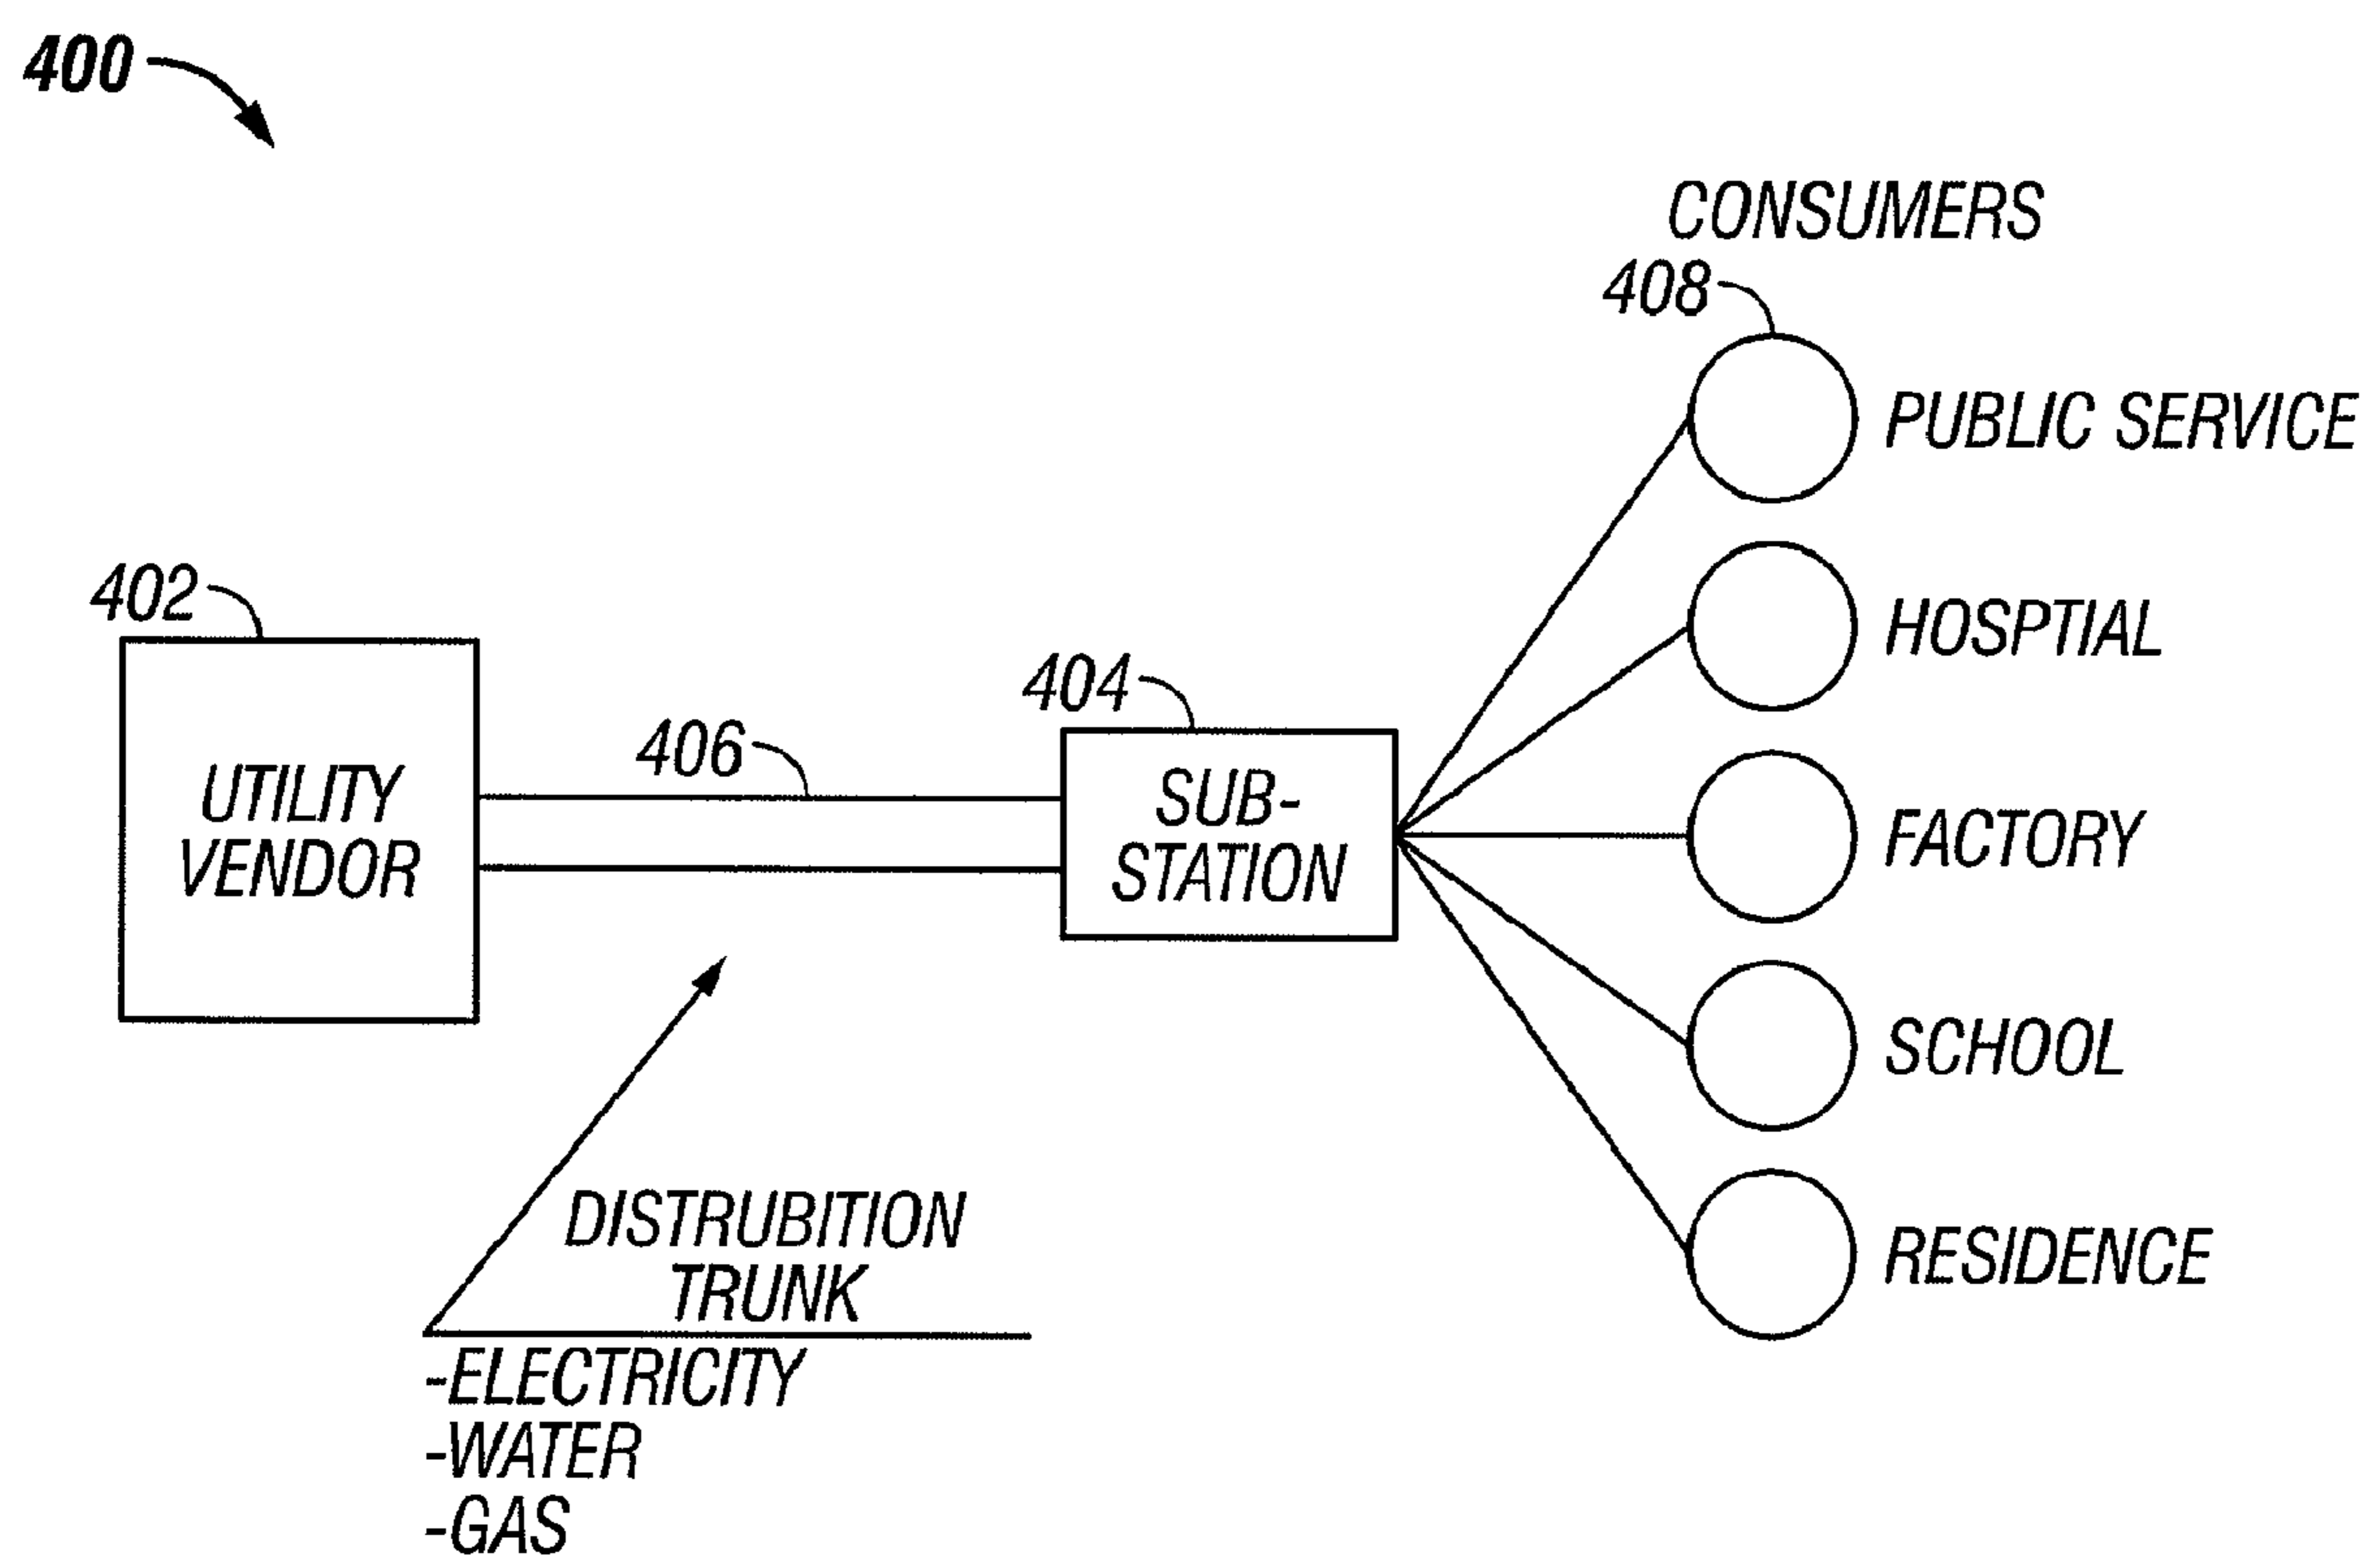 400
CONSUMERS
408
PUBLIC SERVICE
HOSPTIAL
FACTORY
SCHOOL
RESIDENCE
402
UTILITY
VENDOR
406
404
SUB-
STATION
DISTRUBITION
TRUNK
-ELECTRICITY
-WATER
-GAS